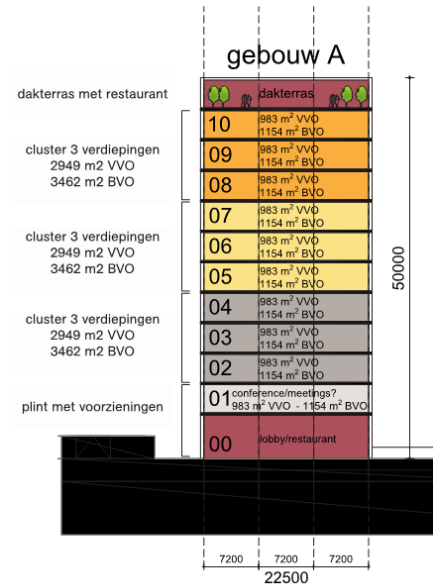 gebouw A
dakterras met restaurant
dakterras
cluster 3 verdiepingen
2949 m2 VVO
3462 m2 BVO
10
983 m² VVO
1154 m² BVO
09
983 m² VVO
1154 m² BVO
08
983 m² VVO
1154 m² BVO
cluster 3 verdiepingen
2949 m2 VVO
3462 m2 BVO
07
983 m² VVO
1154 m² BVO
06
983 m² VVO
1154 m² BVO
05
983 m² VVO
1154 m² BVO
cluster 3 verdiepingen
2949 m2 VVO
3462 m2 BVO
04
983 m² VVO
1154 m² BVO
03
983 m² VVO
1154 m² BVO
02
983 m² VVO
1154 m² BVO
plint met voorzieningen
01
conference/meetings?
983 m² VVO - 1154 m² BVO
00
lobby/restaurant
50000
7200 7200 7200
22500